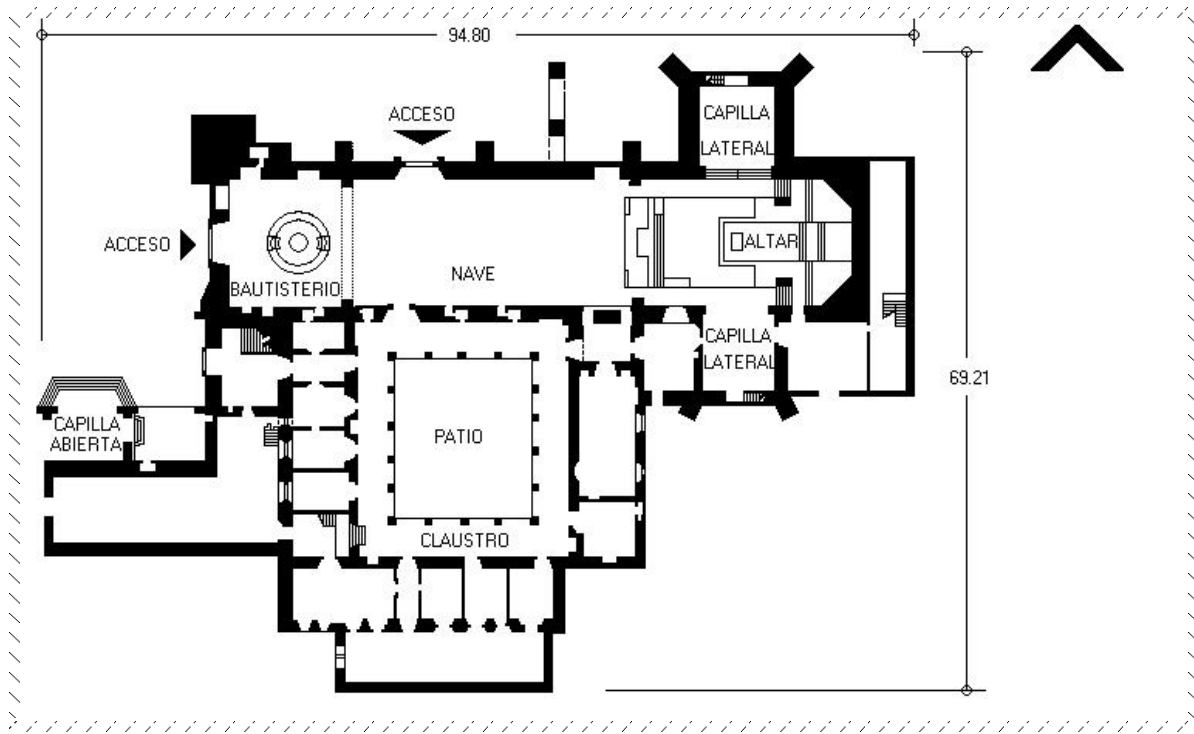 94.80
ACCESO
CAPILLA
LATERAL
ACCESO
ALTAR
NAVE
BAUTISTERIO
CAPILLA
LATERAL
69.21
CAPILLA
ABIERTA
PATIO
CLAUSTRO